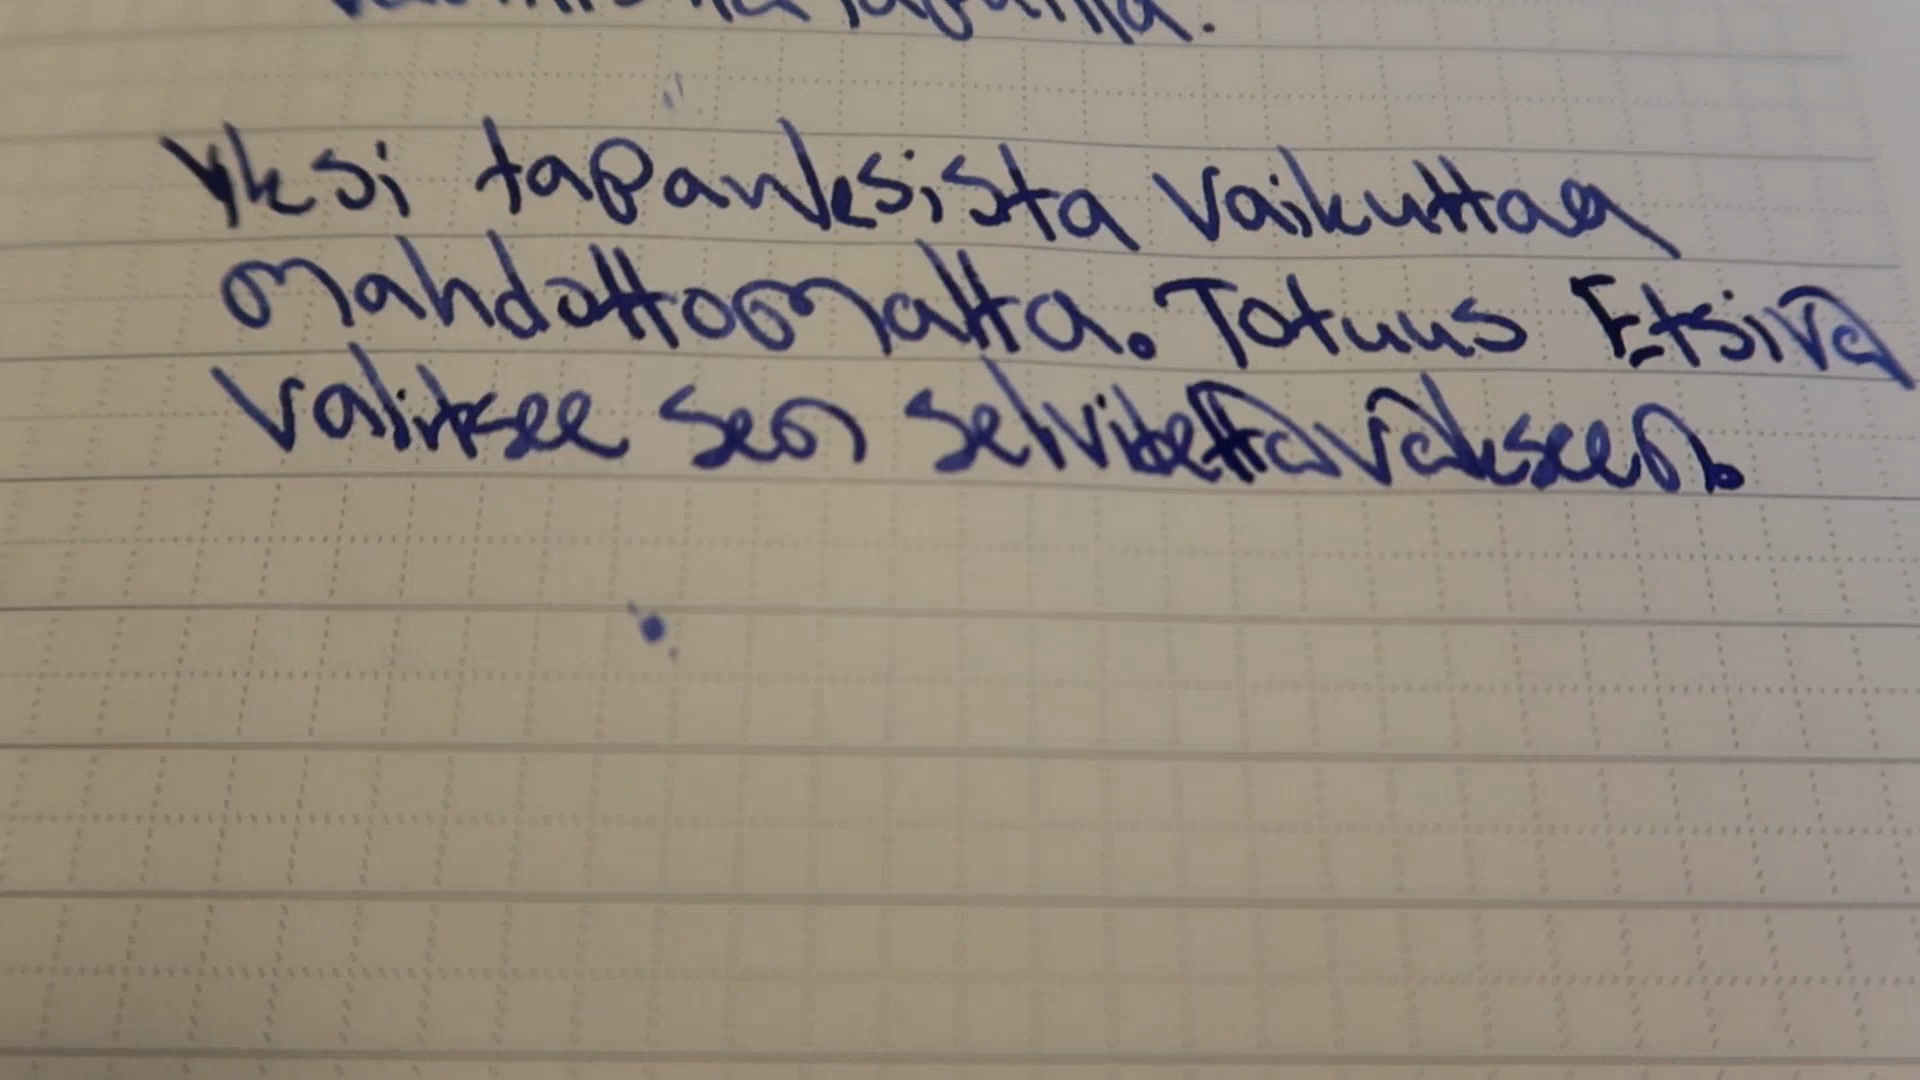 Yksi tapauksista vaikuttaa
mahdottomalta. Totuus Etsivä
valitsee sen selvitettäväkseen.